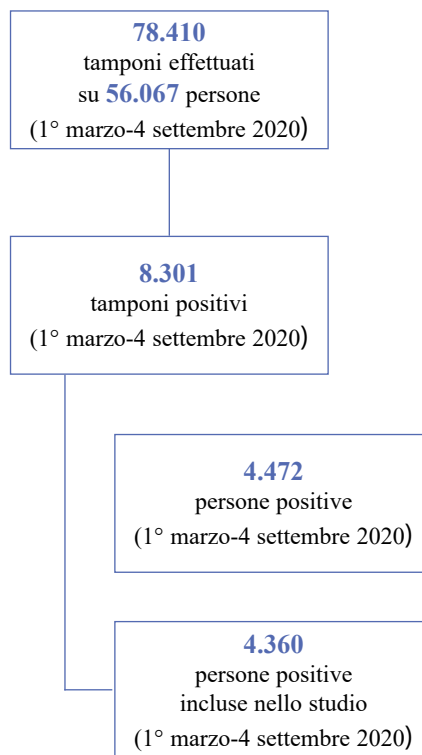 78.410
tamponi effettuati
su 56.067 persone
(1° marzo-4 settembre 2020)
8.301
tamponi positivi
(1° marzo-4 settembre 2020)
4.472
persone positive
(1° marzo-4 settembre 2020)
4.360
persone positive
incluse nello studio
(1° marzo-4 settembre 2020)